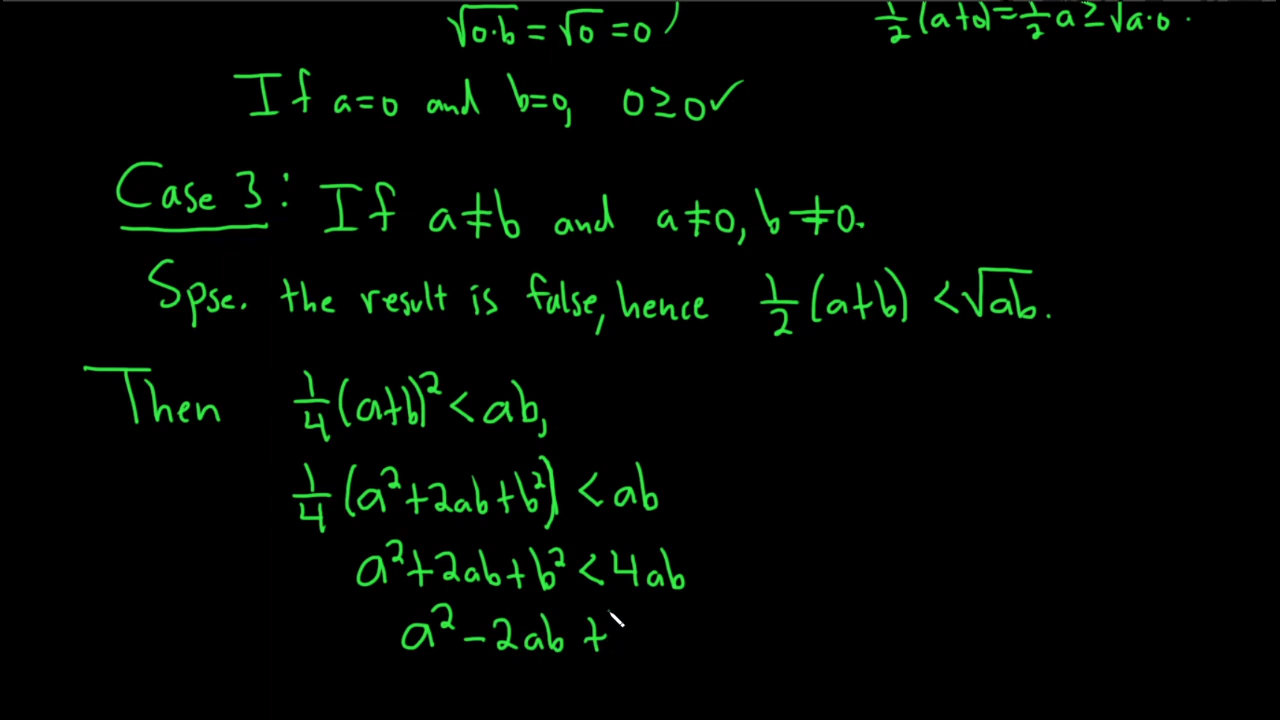 √0·b = √0 = 0) ½(a+0) = ½a ≥ √a·0.
If a=0 and b=0, 0≥0✓
Case 3: If a≠b and a≠0, b≠0.
Spse. the result is false, hence ½(a+b) < √ab.
Then ¼(a+b)² < ab,
¼(a²+2ab+b²) < ab
a²+2ab+b² < 4ab
a²-2ab+